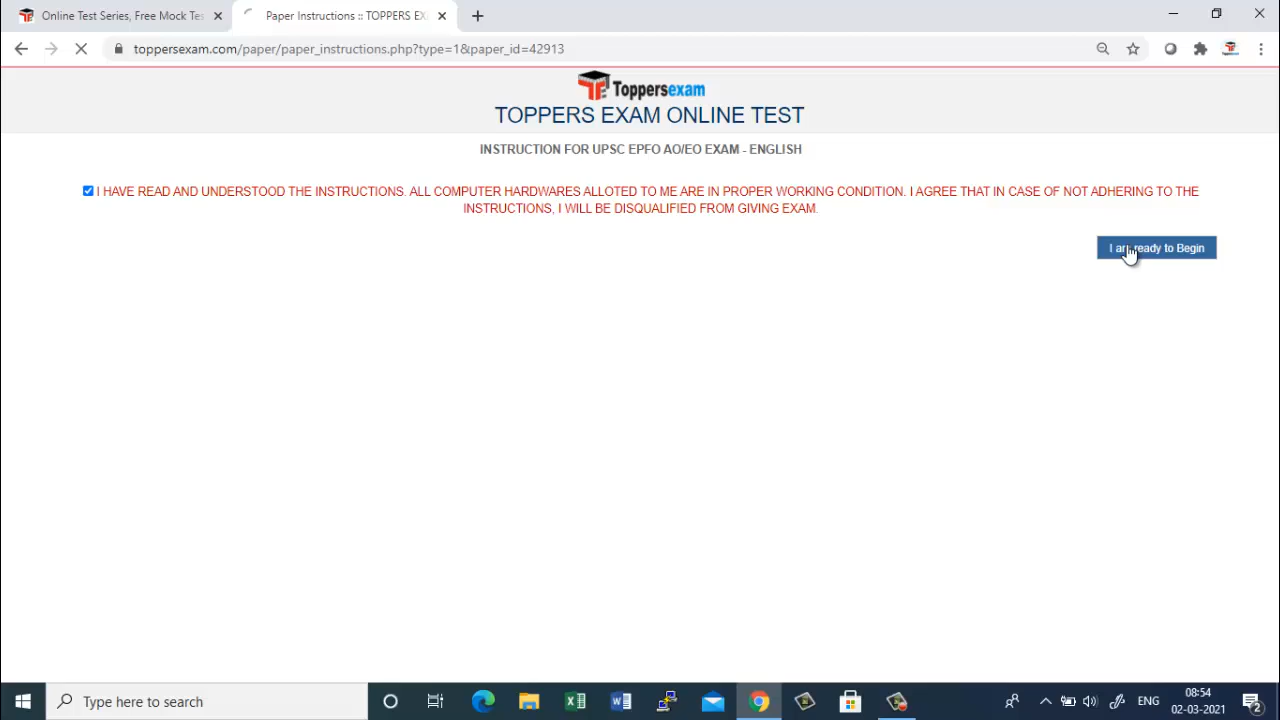 Online Test Series, Free Mock Tes
Paper Instructions :: TOPPERS EX
toppersexam.com/paper/paper_instructions.php?type=1&paper_id=42913
Toppersexam
TOPPERS EXAM ONLINE TEST
INSTRUCTION FOR UPSC EPFO AO/EO EXAM - ENGLISH
I HAVE READ AND UNDERSTOOD THE INSTRUCTIONS. ALL COMPUTER HARDWARES ALLOTED TO ME ARE IN PROPER WORKING CONDITION. I AGREE THAT IN CASE OF NOT ADHERING TO THE
INSTRUCTIONS, I WILL BE DISQUALIFIED FROM GIVING EXAM.
I am ready to Begin
Type here to search
ENG
08:54
02-03-2021
2